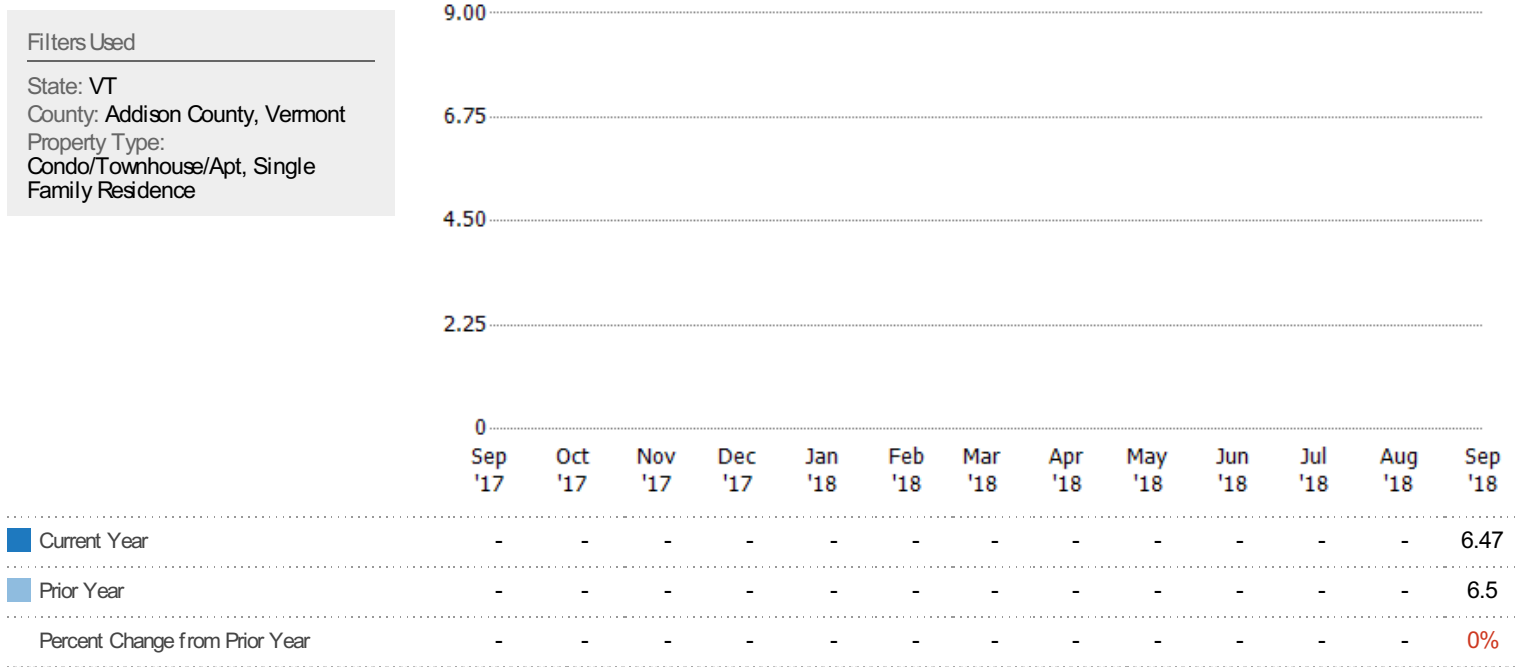 Filters Used
State: VT
County: Addison County, Vermont
Property Type:
Condo/Townhouse/Apt, Single
Family Residence
9.00
6.75
4.50
2.25
0
Sep Oct Nov Dec Jan Feb Mar Apr May Jun Jul Aug Sep
'17 '17 '17 '17 '18 '18 '18 '18 '18 '18 '18 '18 '18
Current Year - - - - - - - - - - - - 6.47
Prior Year - - - - - - - - - - - - 6.5
Percent Change from Prior Year - - - - - - - - - - - - 0%